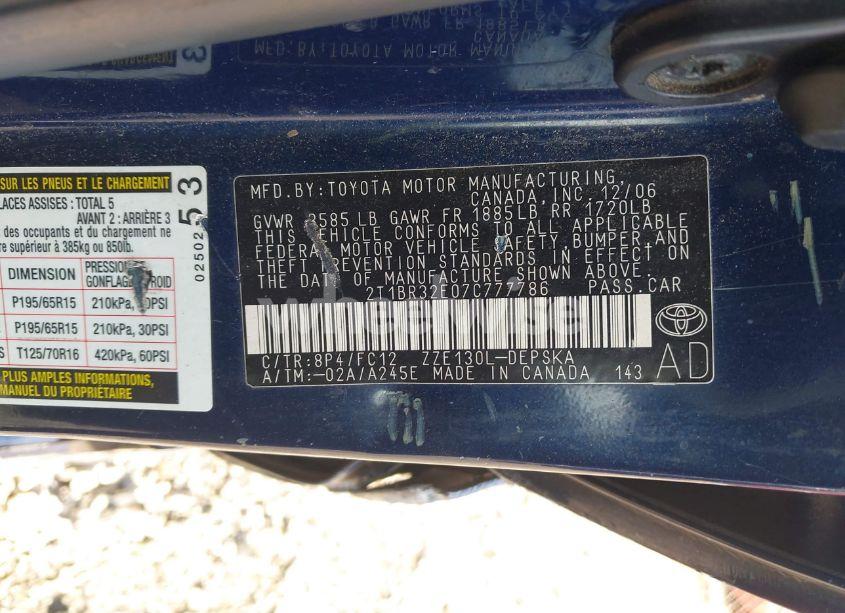 SUR LES PNEUS ET LE CHARGEMENT
PLACES ASSISES : TOTAL 5
AVANT 2 : ARRIÈRE 3
des occupants et du chargement ne
supérieur à 385kg ou 850lb.
DIMENSION PRESSION GONFLAGE FROID
P195/65R15 210kPa, 30PSI
P195/65R15 210kPa, 30PSI
T125/70R16 420kPa, 60PSI
PLUS AMPLES INFORMATIONS,
MANUEL DU PROPRIÉTAIRE
02502
53
MFD.BY:TOYOTA MOTOR MANUFACTURING,
CANADA, INC. 12/06
GVWR 3585 LB GAWR FR 1885LB RR 1720LB
THIS VEHICLE CONFORMS TO ALL APPLICABLE
FEDERAL MOTOR VEHICLE SAFETY, BUMPER, AND
THEFT PREVENTION STANDARDS IN EFFECT ON
THE DATE OF MANUFACTURE SHOWN ABOVE.
2T1BR32E07C777786 PASS.CAR
wheelwise
C/TR:8P4/FC12 ZZE130L-DEPSKA
A/TM:-02A/A245E MADE IN CANADA 143
AD